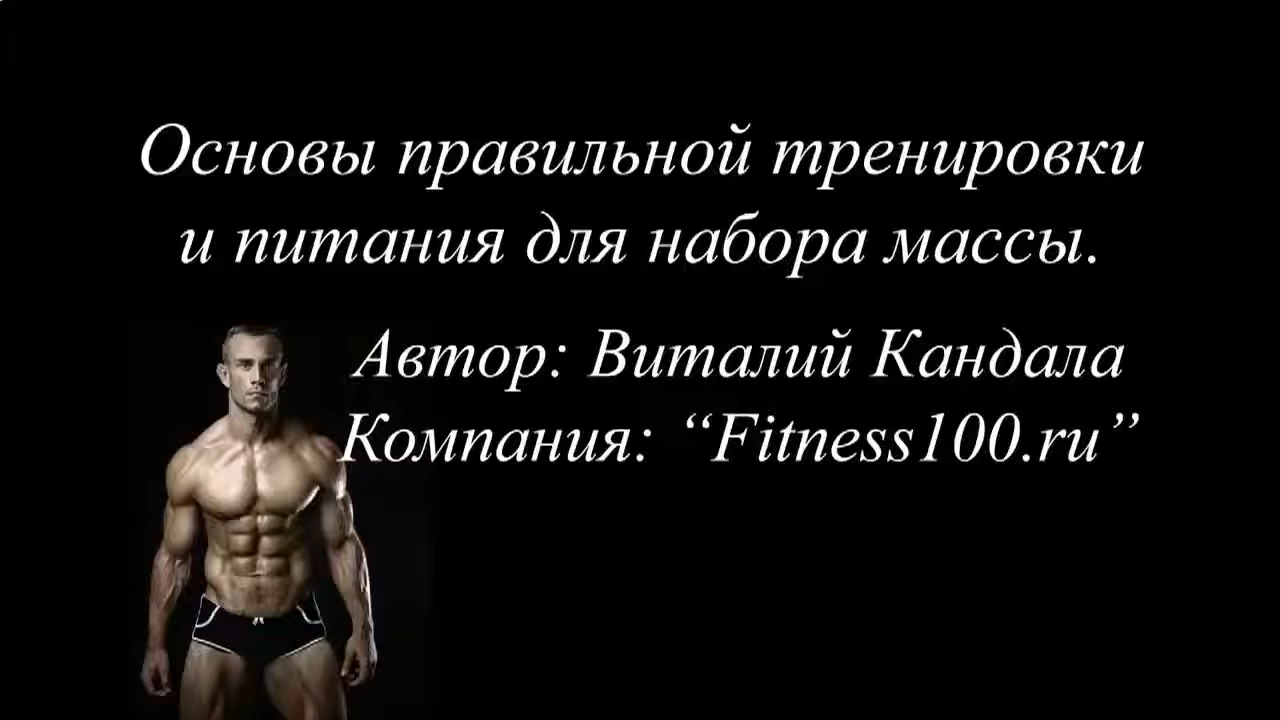 Основы правильной тренировки
и питания для набора массы.
Автор: Виталий Кандала
Компания: “Fitness100.ru”